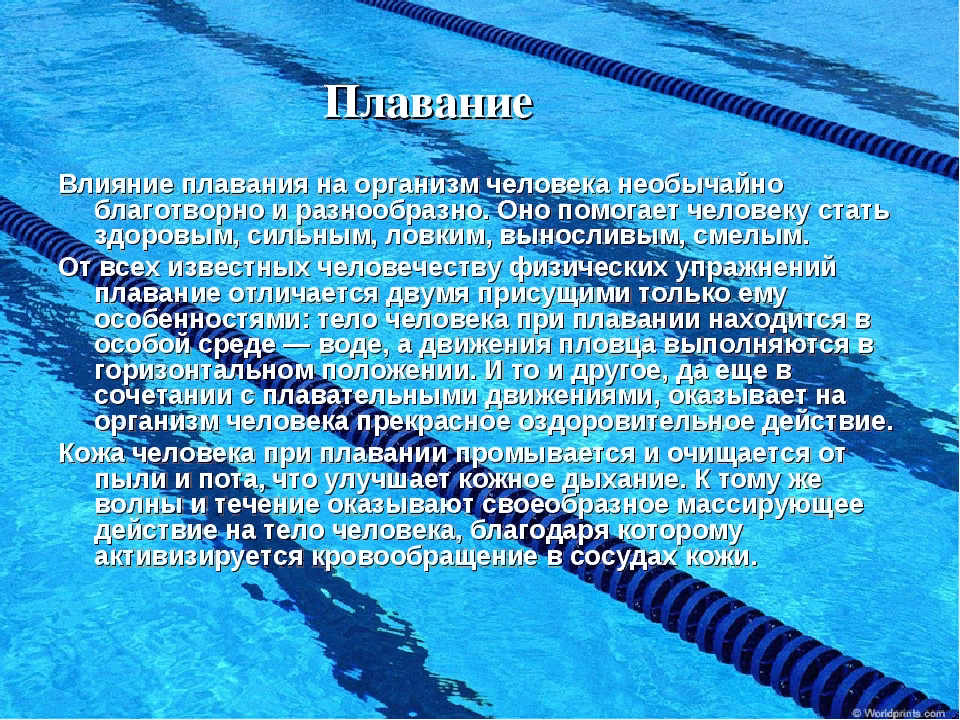 Плавание
Влияние плавания на организм человека необычайно
благотворно и разнообразно. Оно помогает человеку стать
здоровым, сильным, ловким, выносливым, смелым.
От всех известных человечеству физических упражнений
плавание отличается двумя присущими только ему
особенностями: тело человека при плавании находится в
особой среде — воде, а движения пловца выполняются в
горизонтальном положении. И то и другое, да еще в
сочетании с плавательными движениями, оказывает на
организм человека прекрасное оздоровительное действие.
Кожа человека при плавании промывается и очищается от
пыли и пота, что улучшает кожное дыхание. К тому же
волны и течение оказывают своеобразное массирующее
действие на тело человека, благодаря которому
активизируется кровообращение в сосудах кожи.
© Worldprints.com